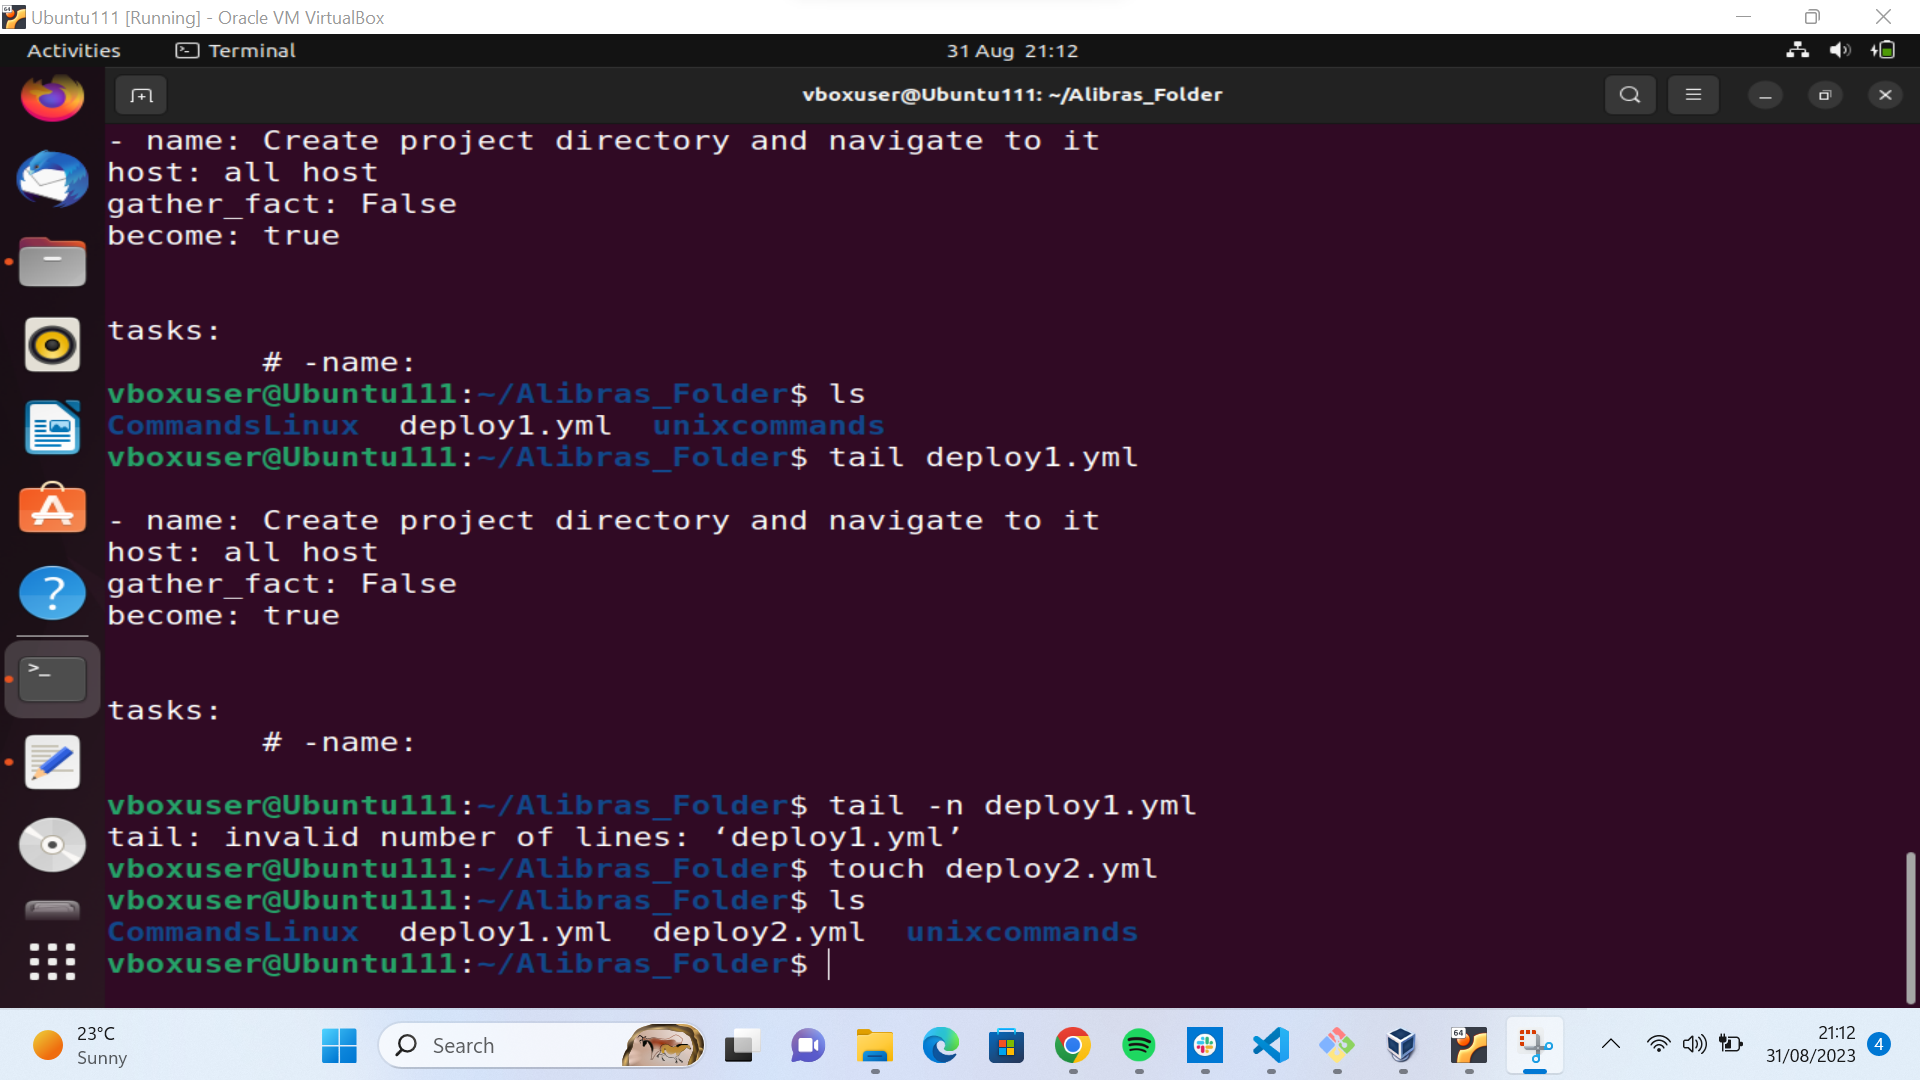 Ubuntu111 [Running] - Oracle VM VirtualBox
Activities
Terminal
31 Aug 21:12
vboxuser@Ubuntu111: ~/Alibras_Folder
- name: Create project directory and navigate to it
host: all host
gather_fact: False
become: true
tasks:
# -name:
vboxuser@Ubuntu111:~/Alibras_Folder$ ls
CommandsLinux deploy1.yml unixcommands
vboxuser@Ubuntu111:~/Alibras_Folder$ tail deploy1.yml
- name: Create project directory and navigate to it
host: all host
gather_fact: False
become: true
tasks:
# -name:
vboxuser@Ubuntu111:~/Alibras_Folder$ tail -n deploy1.yml
tail: invalid number of lines: ‘deploy1.yml’
vboxuser@Ubuntu111:~/Alibras_Folder$ touch deploy2.yml
vboxuser@Ubuntu111:~/Alibras_Folder$ ls
CommandsLinux deploy1.yml deploy2.yml unixcommands
vboxuser@Ubuntu111:~/Alibras_Folder$
23°C
Sunny
Search
64
21:12
31/08/2023
4